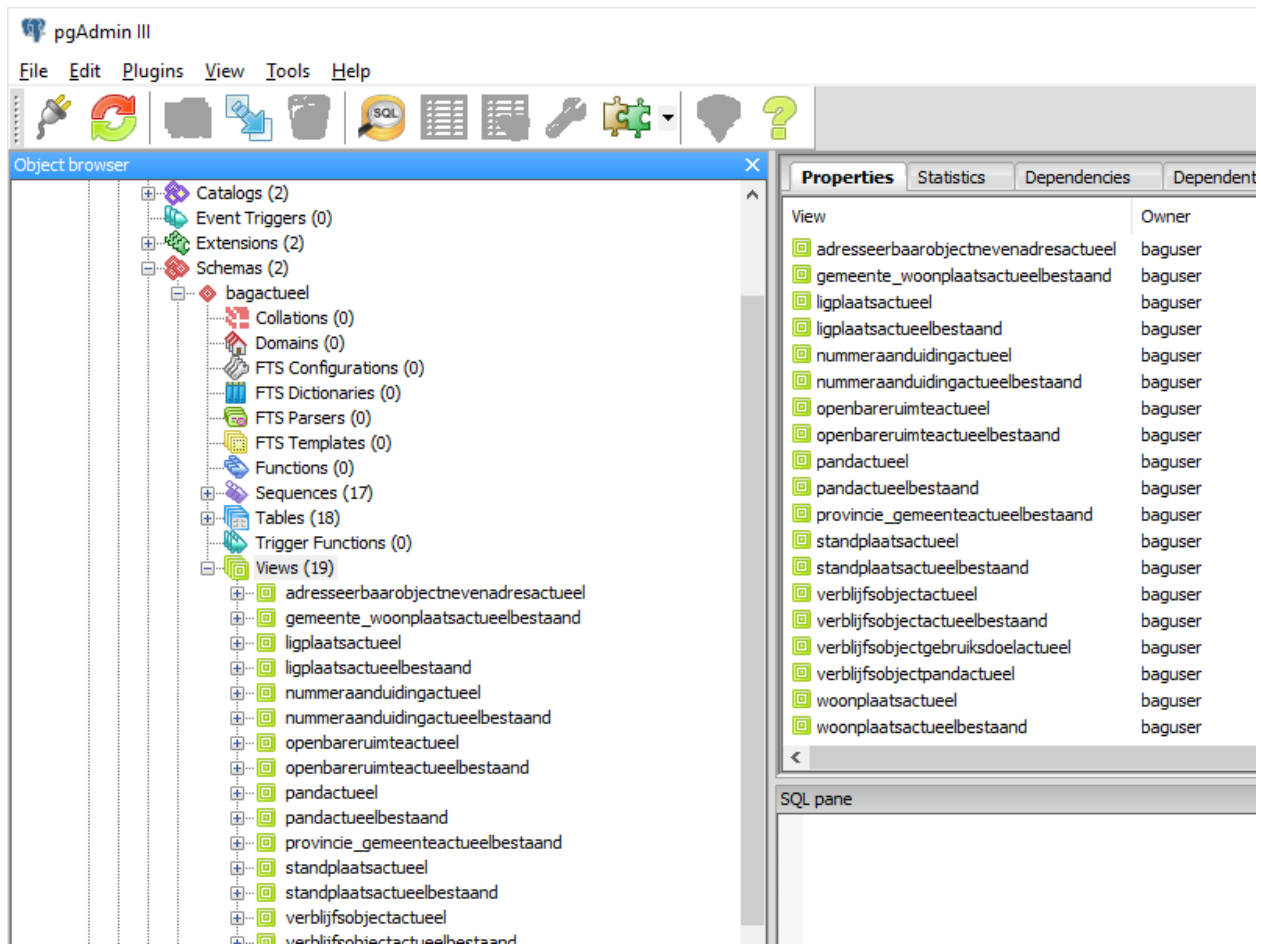 pgAdmin III
File Edit Plugins View Tools Help
SQL
Object browser
Catalogs (2)
Event Triggers (0)
Extensions (2)
Schemas (2)
bagactueel
Collations (0)
Domains (0)
FTS Configurations (0)
FTS Dictionaries (0)
FTS Parsers (0)
FTS Templates (0)
Functions (0)
Sequences (17)
Tables (18)
Trigger Functions (0)
Views (19)
adresseerbaarobjectnevenadresactueel
gemeente_woonplaatsactueelbestaand
ligplaatsactueel
ligplaatsactueelbestaand
nummeraanduidingactueel
nummeraanduidingactueelbestaand
openbareruimteactueel
openbareruimteactueelbestaand
pandactueel
pandactueelbestaand
provincie_gemeenteactueelbestaand
standplaatsactueel
standplaatsactueelbestaand
verblijfsobjectactueel
verblijfsobjectactueelbestaand
Properties Statistics Dependencies Dependent
View Owner
adresseerbaarobjectnevenadresactueel baguser
gemeente_woonplaatsactueelbestaand baguser
ligplaatsactueel baguser
ligplaatsactueelbestaand baguser
nummeraanduidingactueel baguser
nummeraanduidingactueelbestaand baguser
openbareruimteactueel baguser
openbareruimteactueelbestaand baguser
pandactueel baguser
pandactueelbestaand baguser
provincie_gemeenteactueelbestaand baguser
standplaatsactueel baguser
standplaatsactueelbestaand baguser
verblijfsobjectactueel baguser
verblijfsobjectactueelbestaand baguser
verblijfsobjectgebruiksdoelactueel baguser
verblijfsobjectpandactueel baguser
woonplaatsactueel baguser
woonplaatsactueelbestaand baguser
SQL pane